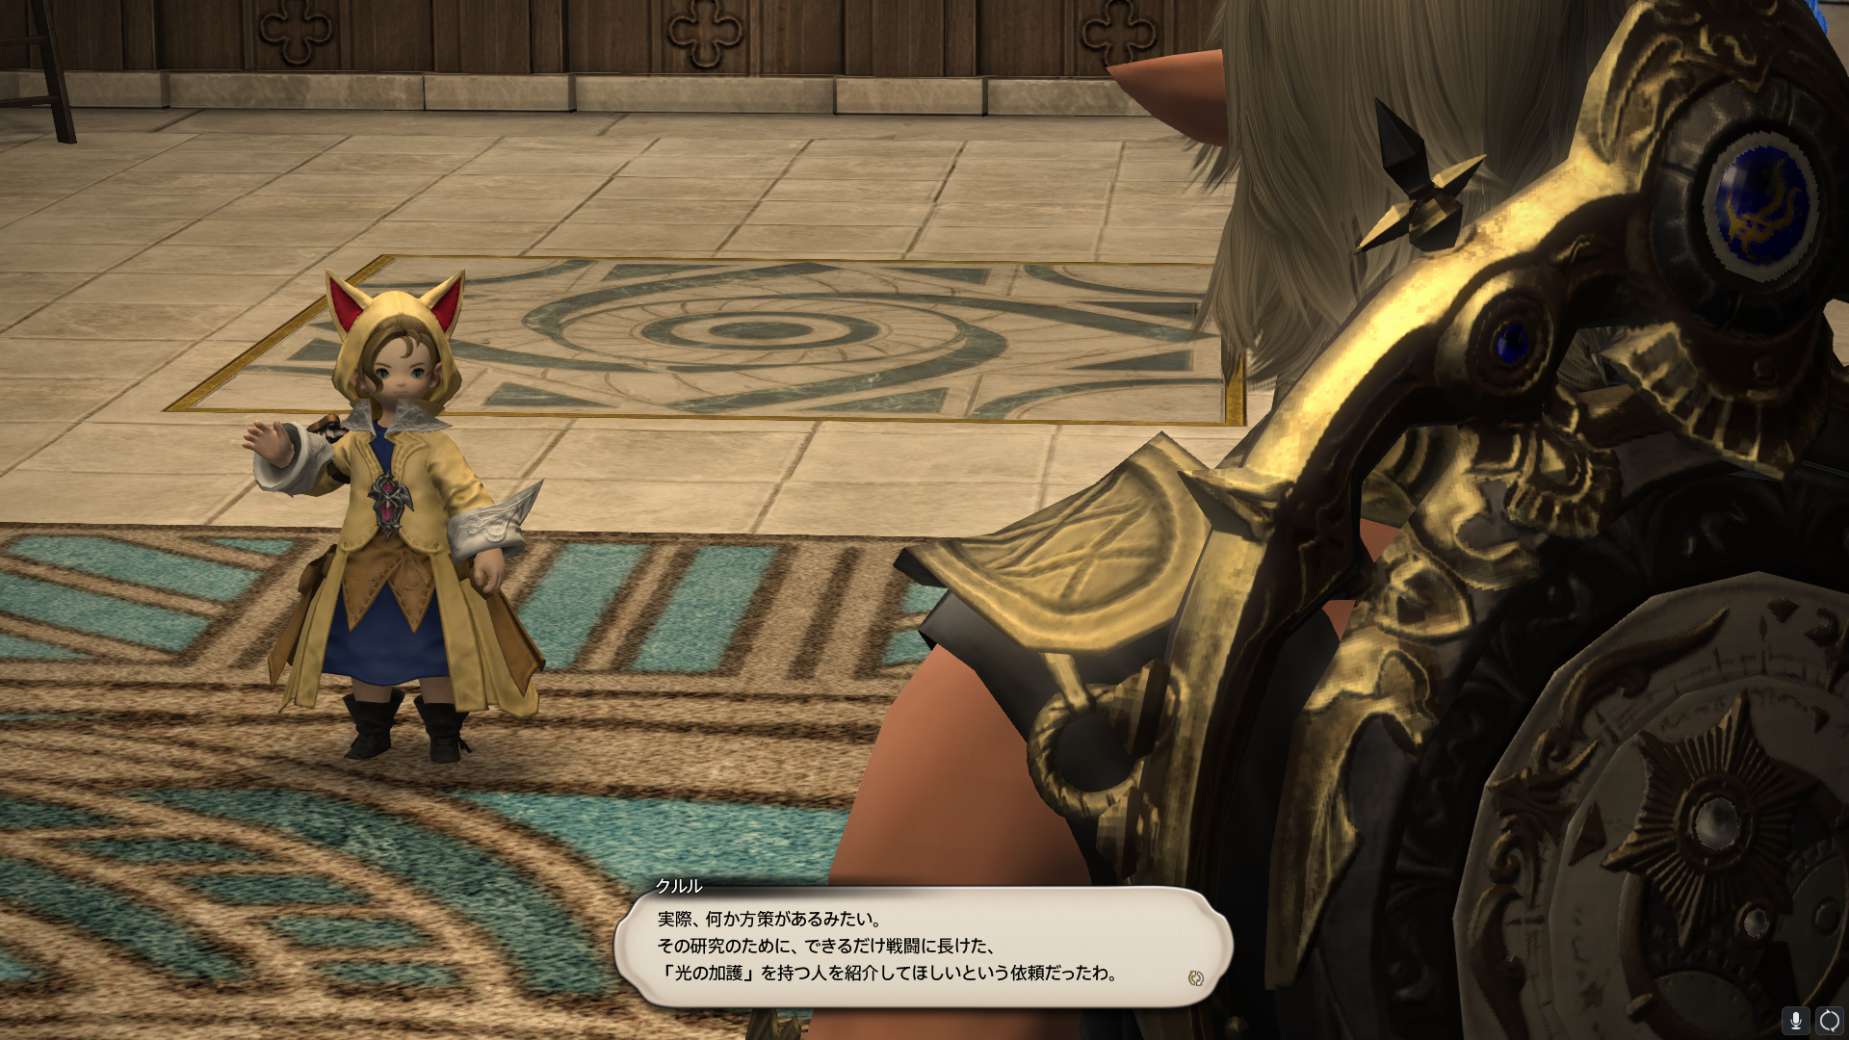 クルル
実際、何か方策があるみたい。
その研究のために、できるだけ戦闘に長けた、
「光の加護」を持つ人を紹介してほしいという依頼だったわ。